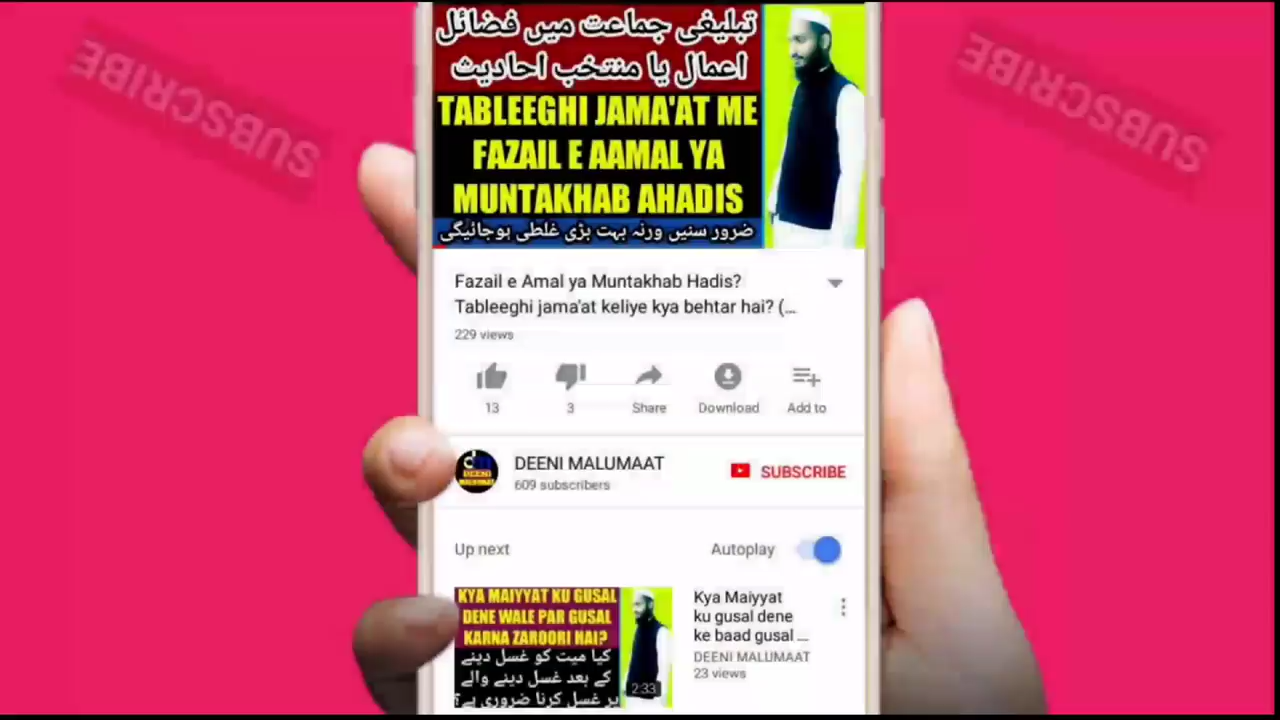 SUBSCRIBE
SUBSCRIBE
تبلیغی جماعت میں فضائل
اعمال یا منتخب احادیث
TABLEEGHI JAMA'AT ME
FAZAIL E AAMAL YA
MUNTAKHAB AHADIS
ضرور سنیں ورنہ بہت بڑی غلطی ہوجائیگی
Fazail e Amal ya Muntakhab Hadis?
Tableeghi jama'at keliye kya behtar hai? (...
229 views
13
3
Share
Download
Add to
DEENI MALUMAAT
609 subscribers
SUBSCRIBE
DEENI
Up next
Autoplay
KYA MAIYYAT KU GUSAL
DENE WALE PAR GUSAL
KARNA ZAROORI HAI?
کیا میت کو غسل دینے
کے بعد غسل دینے والے
پر غسل کرنا ضروری ہے؟
2:33
Kya Maiyyat
ku gusal dene
ke baad gusal ...
DEENI MALUMAAT
23 views